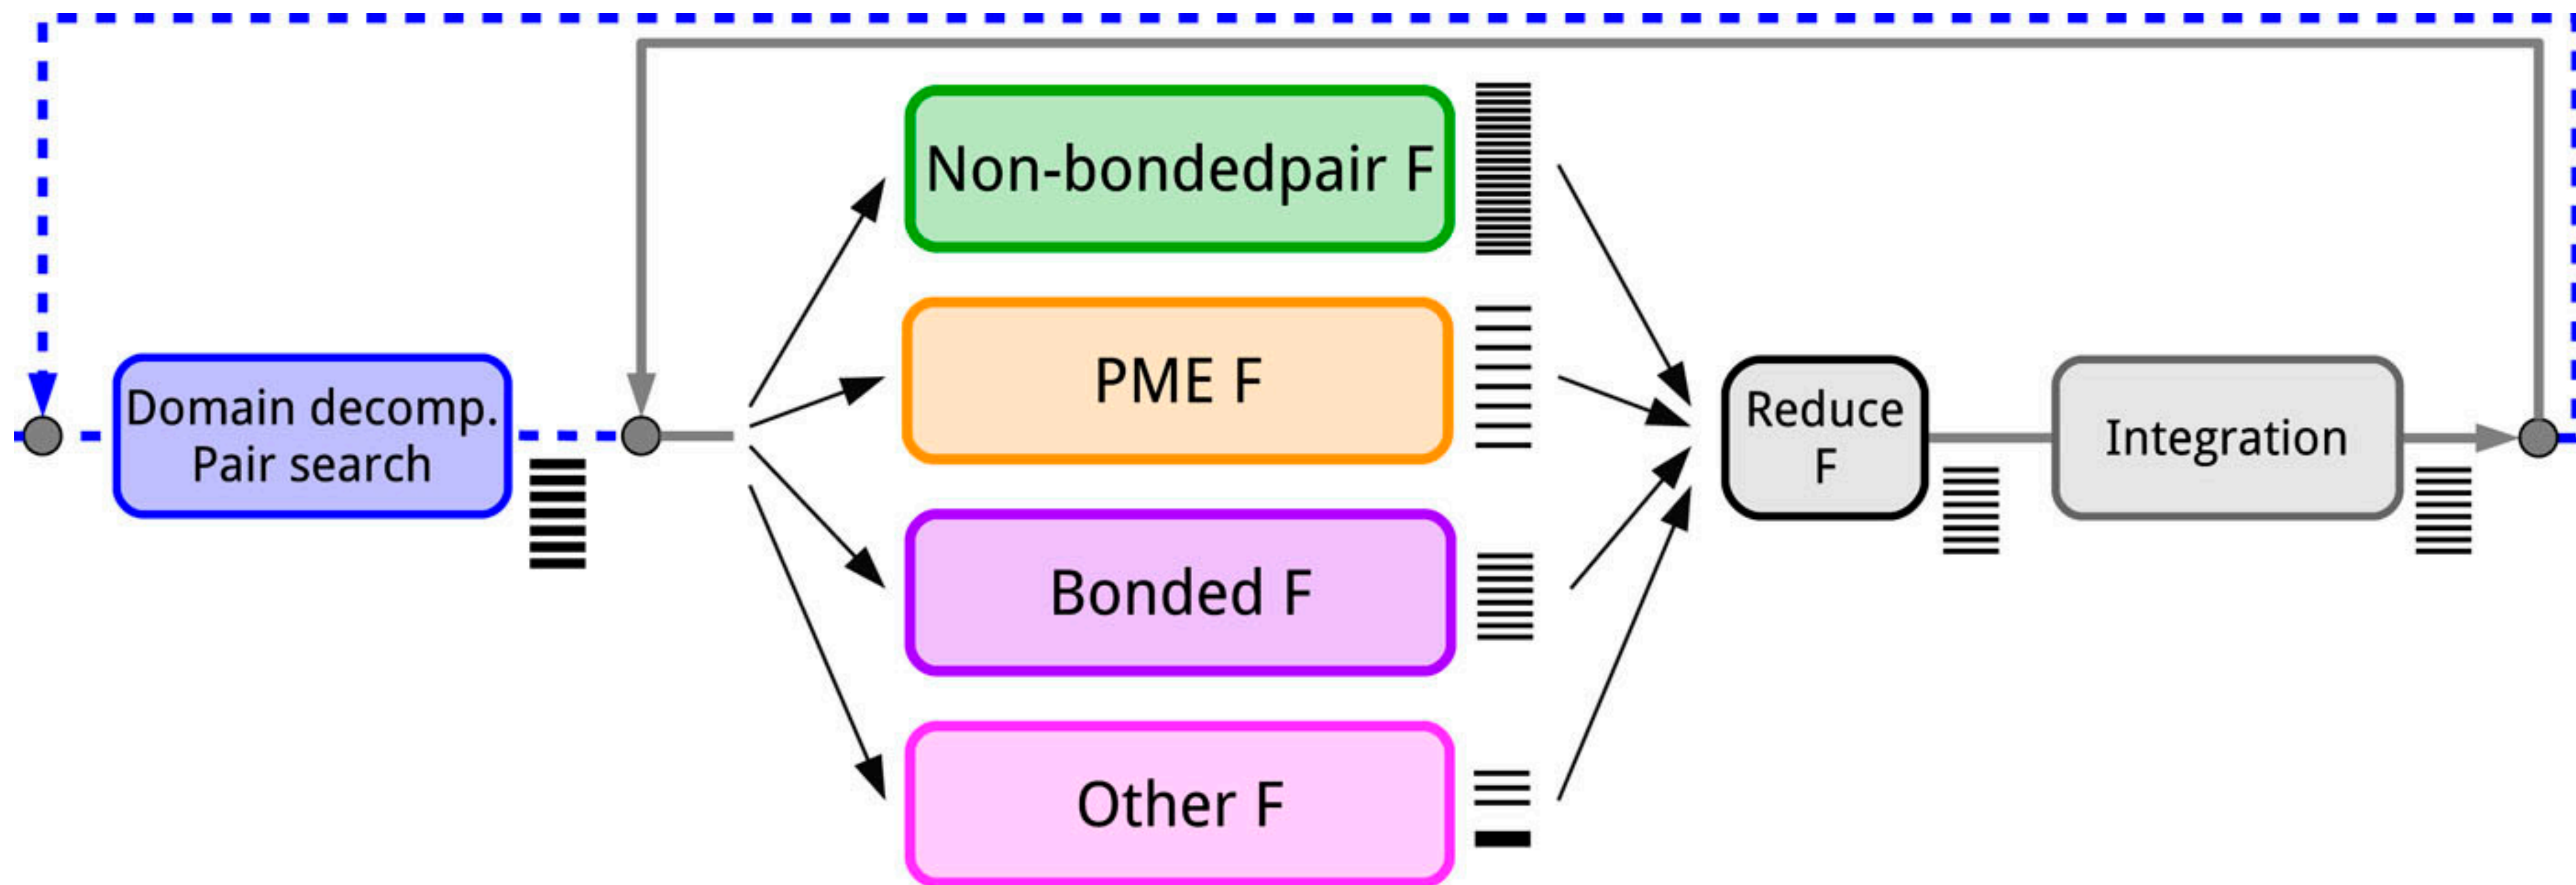 Domain decomp.
Pair search
Non-bondedpair F
PME F
Bonded F
Other F
Reduce
F
Integration